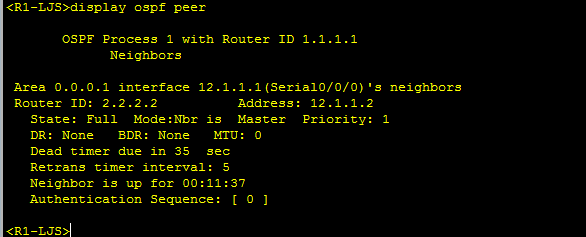 <R1-LJS>display ospf peer
OSPF Process 1 with Router ID 1.1.1.1
Neighbors
Area 0.0.0.1 interface 12.1.1.1(Serial0/0/0)'s neighbors
Router ID: 2.2.2.2 Address: 12.1.1.2
State: Full Mode:Nbr is Master Priority: 1
DR: None BDR: None MTU: 0
Dead timer due in 35 sec
Retrans timer interval: 5
Neighbor is up for 00:11:37
Authentication Sequence: [ 0 ]
<R1-LJS>